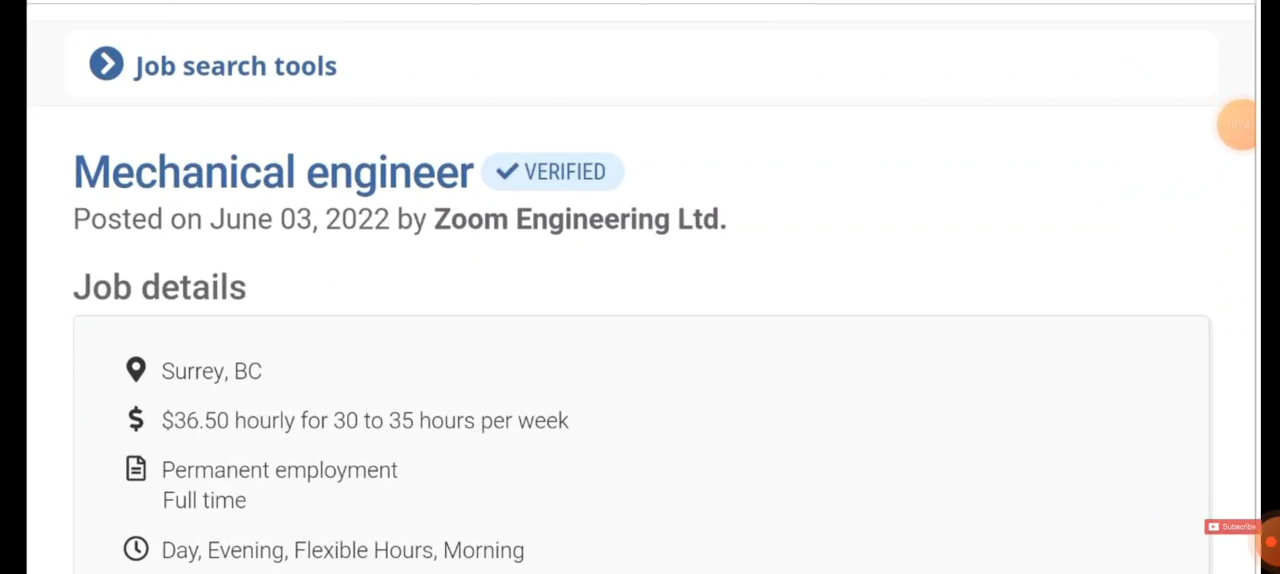 Job search tools
Mechanical engineer VERIFIED
Posted on June 03, 2022 by Zoom Engineering Ltd.
Job details
Surrey, BC
$36.50 hourly for 30 to 35 hours per week
Permanent employment
Full time
Subscribe
Day, Evening, Flexible Hours, Morning